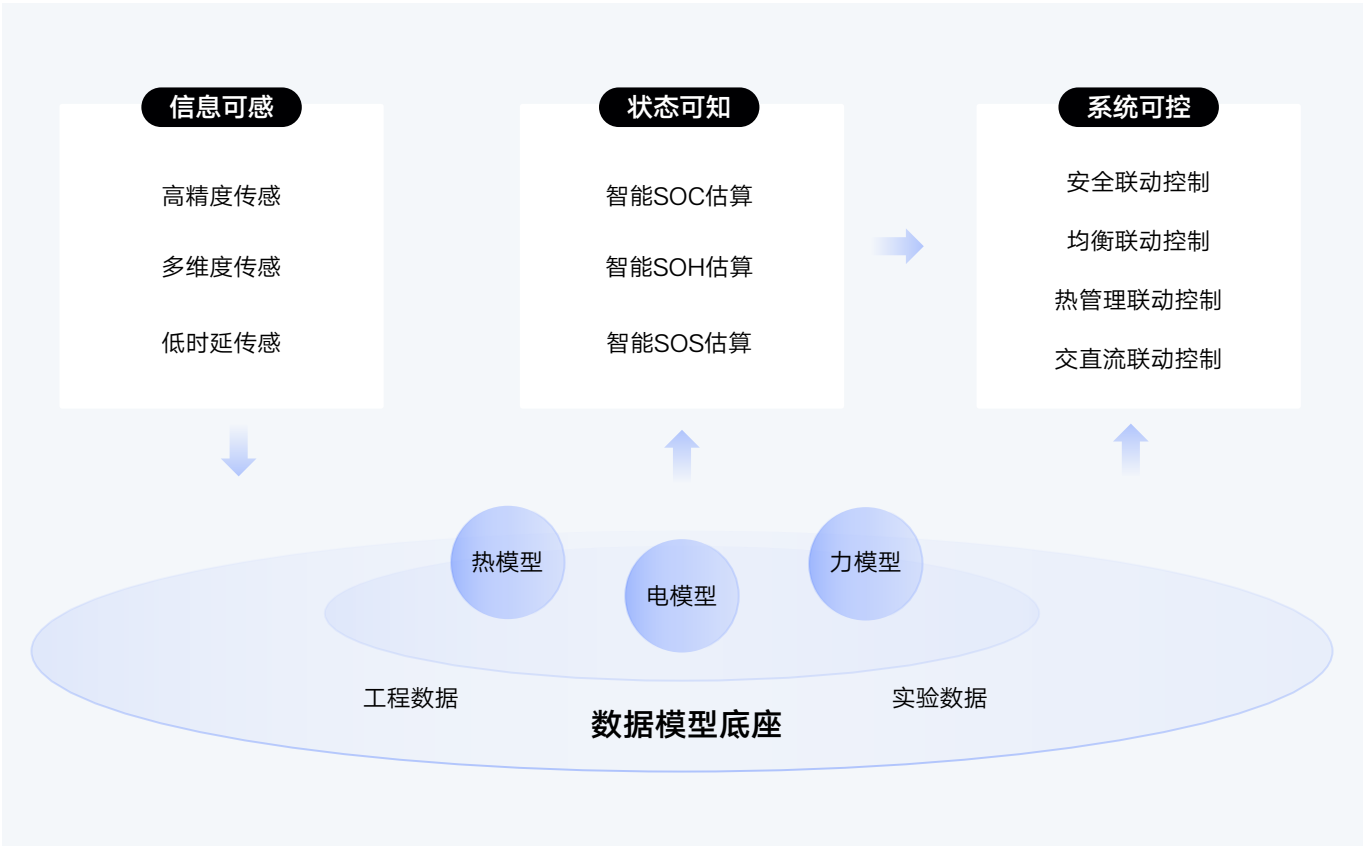 信息可感
高精度传感
多维度传感
低时延传感
状态可知
智能SOC估算
智能SOH估算
智能SOS估算
系统可控
安全联动控制
均衡联动控制
热管理联动控制
交直流联动控制
热模型
电模型
力模型
工程数据
实验数据
数据模型底座